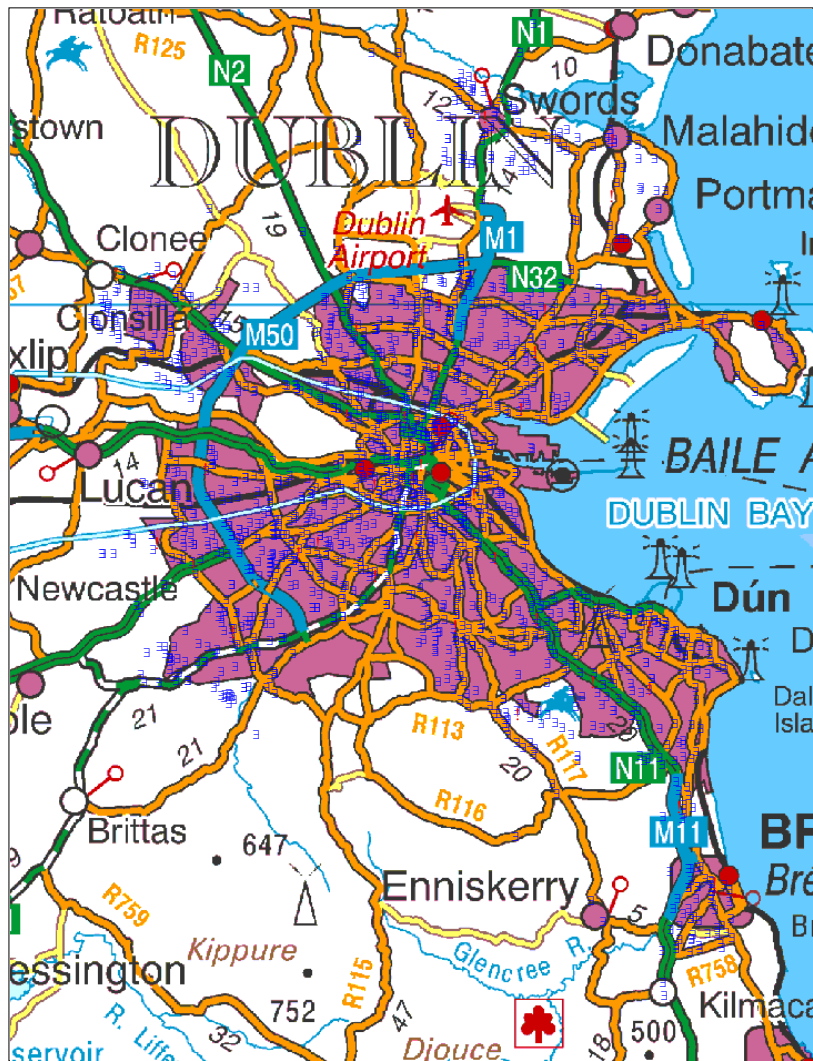 Ratoath
R125
N2
N1
10
Donabate
12
Swords
stown
DUBLIN
Malahide
14
Portma
19
Dublin
Airport
Clonee
M1
N32
Clonsilla
15
M50
xlip
14
Lucan
BAILE A
DUBLIN BAY
Newcastle
Dún
D
Dal
Isla
21
21
R113
20
R117
N11
R116
Brittas
M11
647
BR
Bré
Enniskerry
R759
5
Kippure
Glencree R.
essington
R115
R758
752
Kilmaca
R. Liffe
32
47
18
500
servoir
Djouce